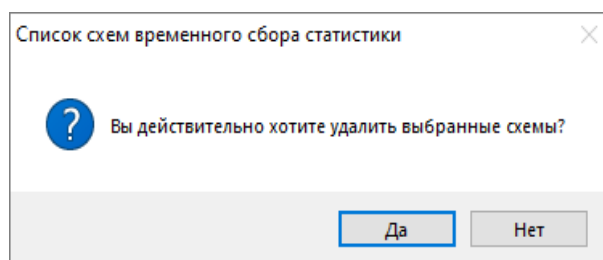 Список схем временного сбора статистики
Вы действительно хотите удалить выбранные схемы?
Да
Нет